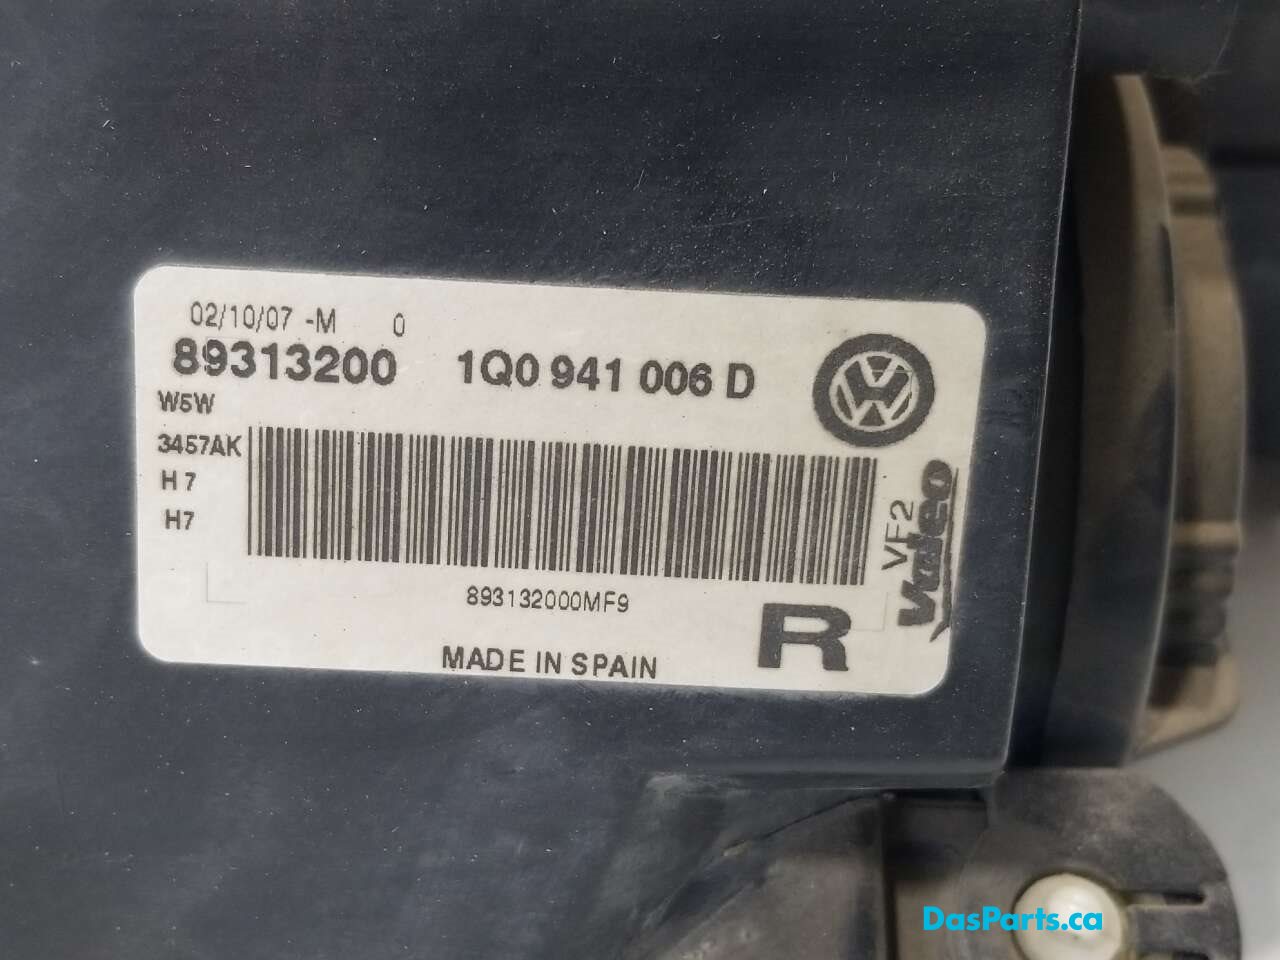 02/10/07 -M 0
89313200 1Q0 941 006 D
W5W
3457AK
H7
H7
VF2
Valeo
893132000MF9
R
MADE IN SPAIN
DasParts.ca